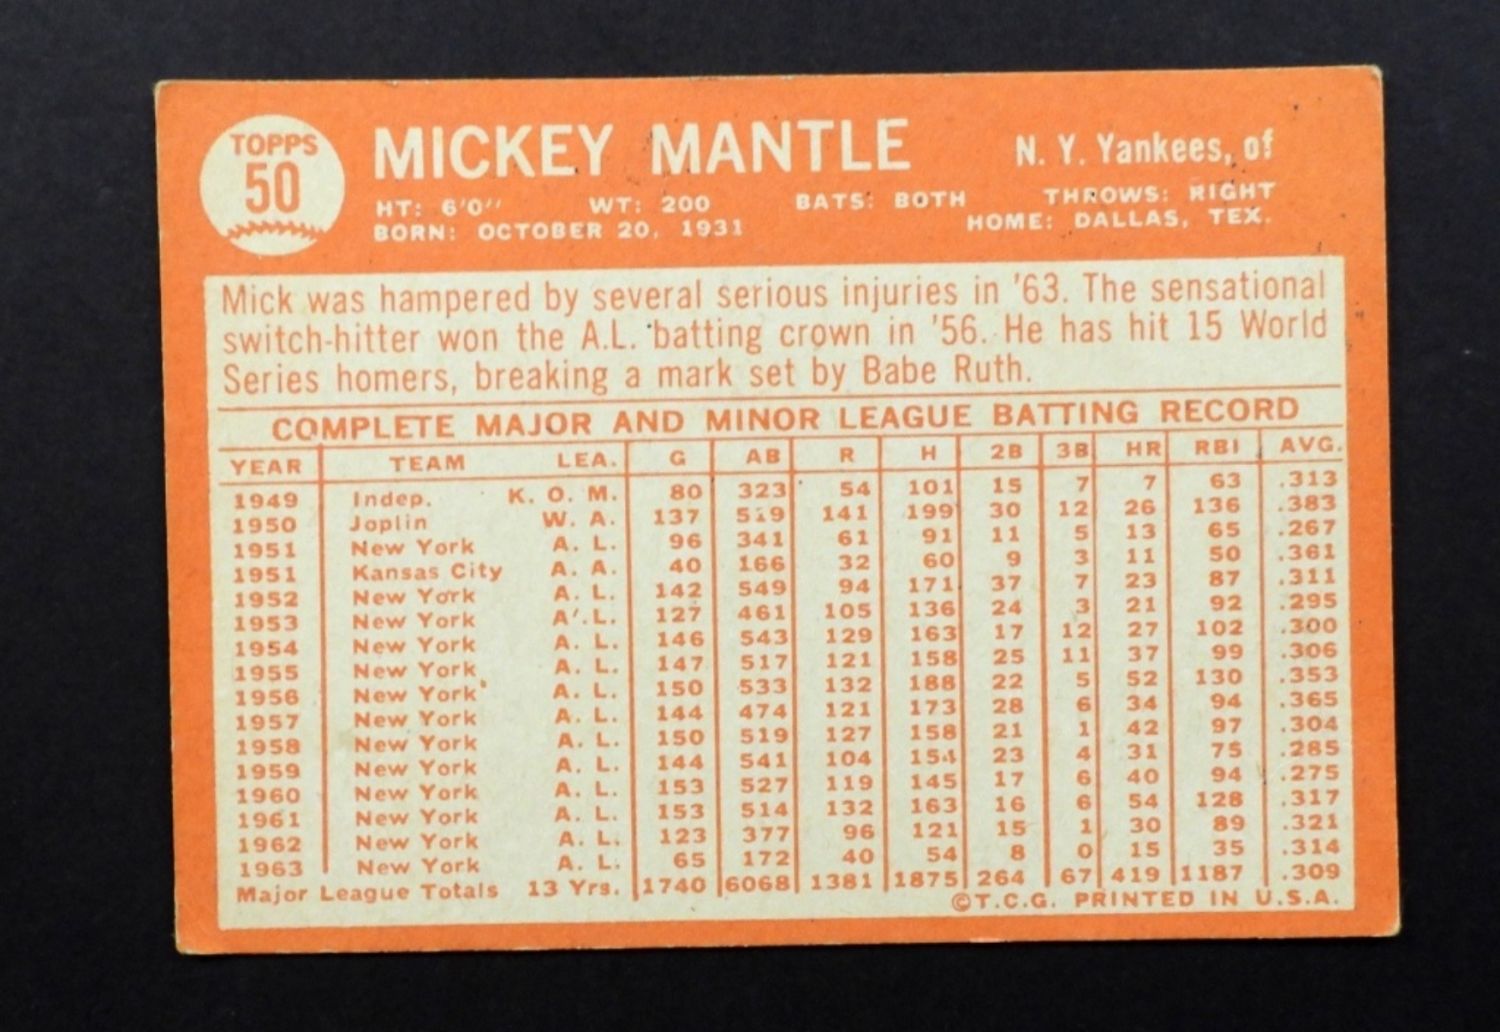 TOPPS
50
MICKEY MANTLE N. Y. Yankees, of
HT: 6'0" WT: 200 BATS: BOTH THROWS: RIGHT
BORN: OCTOBER 20, 1931 HOME: DALLAS, TEX.
Mick was hampered by several serious injuries in '63. The sensational
switch-hitter won the A.L. batting crown in '56. He has hit 15 World
Series homers, breaking a mark set by Babe Ruth.
COMPLETE MAJOR AND MINOR LEAGUE BATTING RECORD
YEAR TEAM LEA. G AB R H 2B 3B HR RBI AVG.
1949 Indep. K. O. M. 80 323 54 101 15 7 7 63 .313
1950 Joplin W. A. 137 519 141 199 30 12 26 136 .383
1951 New York A. L. 96 341 61 91 11 5 13 65 .267
1951 Kansas City A. A. 40 166 32 60 9 3 11 50 .361
1952 New York A. L. 142 549 94 171 37 7 23 87 .311
1953 New York A. L. 127 461 105 136 24 3 21 92 .295
1954 New York A. L. 146 543 129 163 17 12 27 102 .300
1955 New York A. L. 147 517 121 158 25 11 37 99 .306
1956 New York A. L. 150 533 132 188 22 5 52 130 .353
1957 New York A. L. 144 474 121 173 28 6 34 94 .365
1958 New York A. L. 150 519 127 158 21 1 42 97 .304
1959 New York A. L. 144 541 104 154 23 4 31 75 .285
1960 New York A. L. 153 527 119 145 17 6 40 94 .275
1961 New York A. L. 153 514 132 163 16 6 54 128 .317
1962 New York A. L. 123 377 96 121 15 1 30 89 .321
1963 New York A. L. 65 172 40 54 8 0 15 35 .314
Major League Totals 13 Yrs. 1740 6068 1381 1875 264 67 419 1187 .309
©T.C.G. PRINTED IN U.S.A.